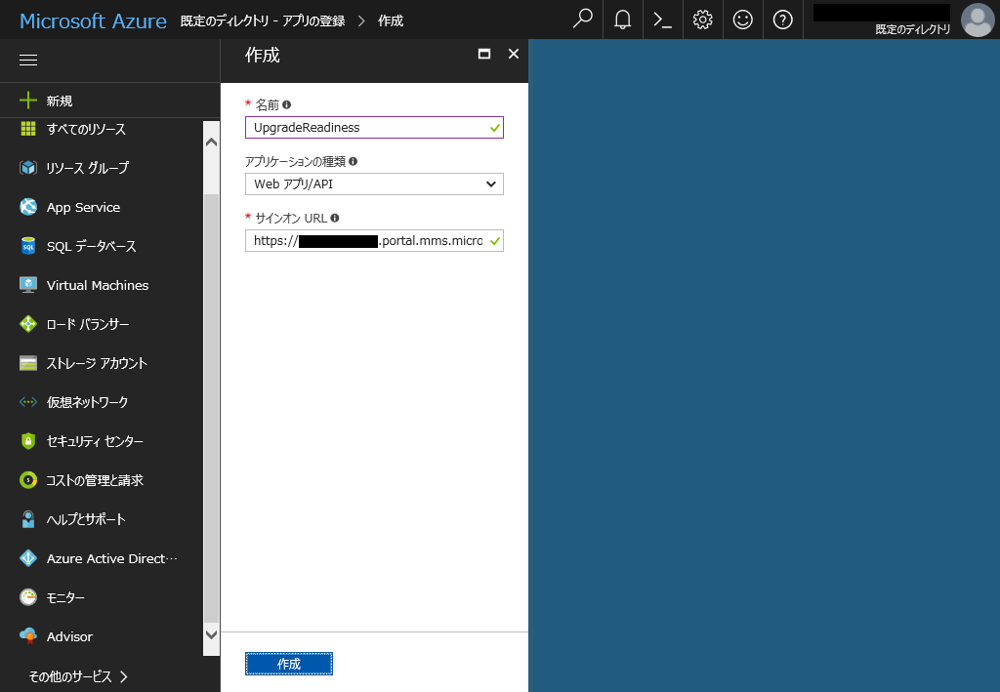 Microsoft Azure 既定のディレクトリ - アプリの登録 > 作成
既定のディレクトリ
作成
新規
すべてのリソース
リソース グループ
App Service
SQL データベース
Virtual Machines
ロード バランサー
ストレージ アカウント
仮想ネットワーク
セキュリティ センター
コストの管理と請求
ヘルプとサポート
Azure Active Direct…
モニター
Advisor
その他のサービス >
* 名前
UpgradeReadiness
アプリケーションの種類
Web アプリ/API
* サインオン URL
https:// .portal.mms.micro
作成